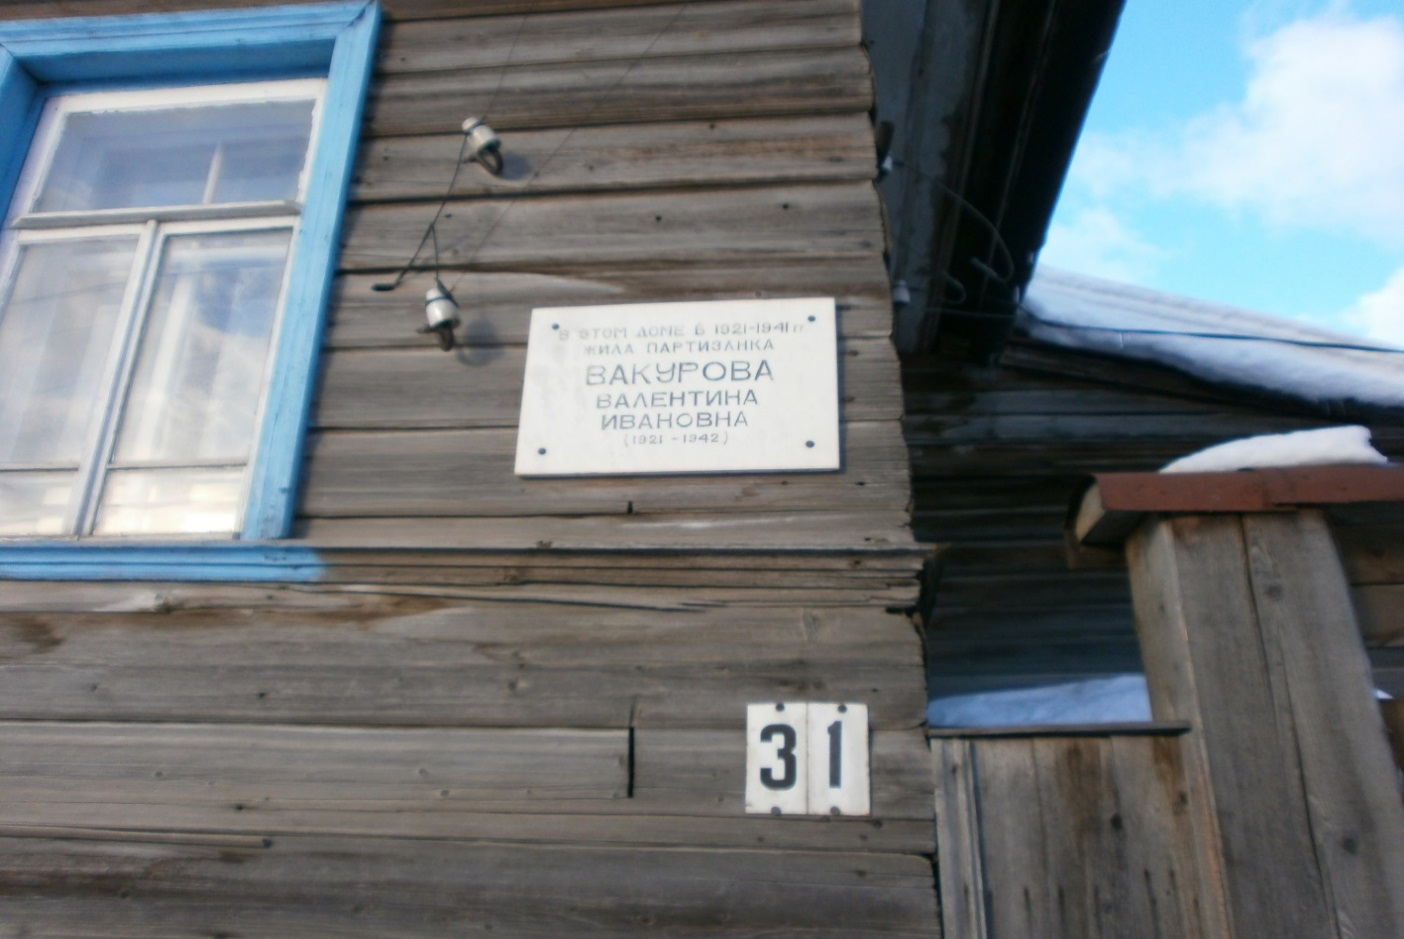 В ЭТОМ ДОМЕ В 1921-1941 гг
ЖИЛА ПАРТИЗАНКА
ВАКУРОВА
ВАЛЕНТИНА
ИВАНОВНА
(1921 - 1942)
31